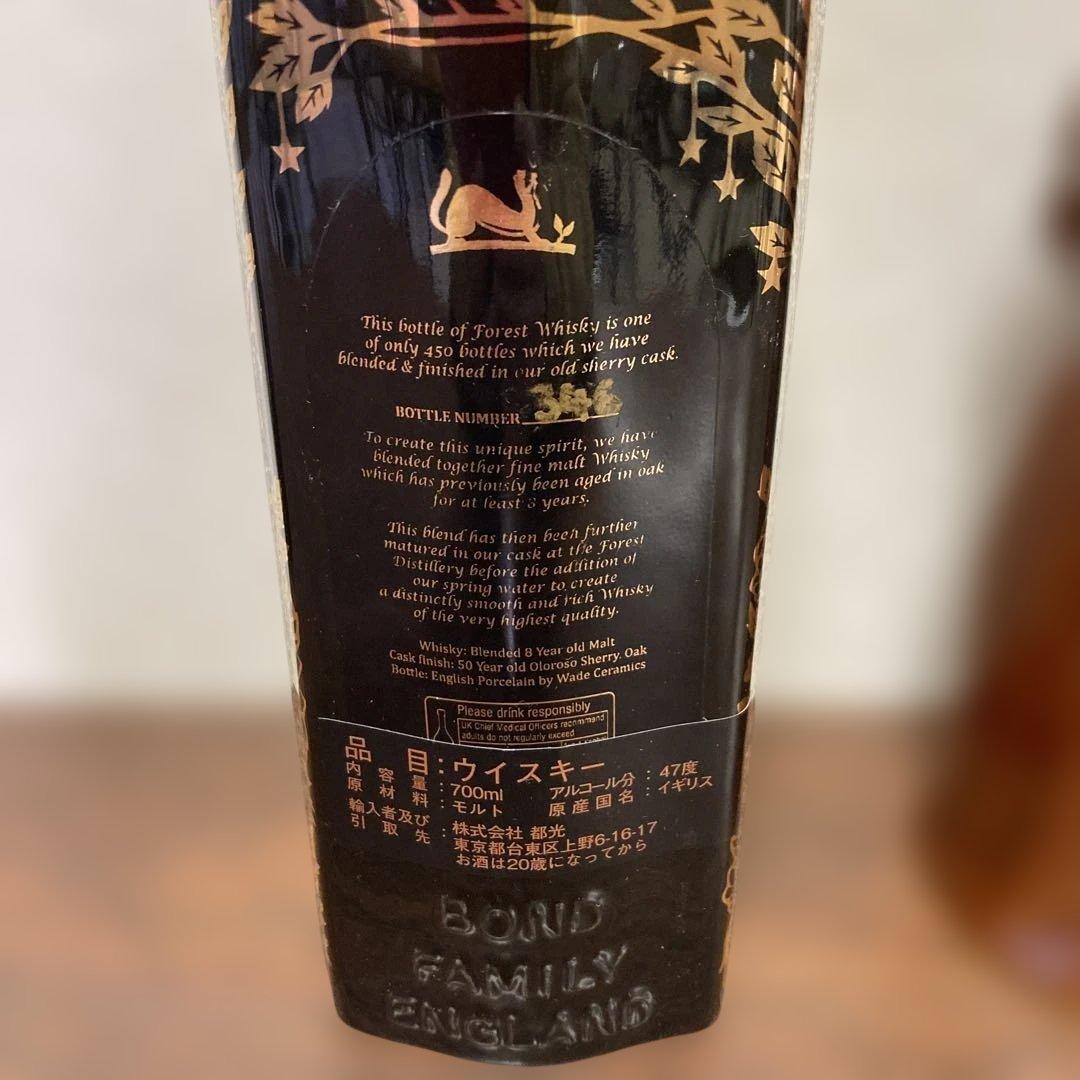 This bottle of Forest Whisky is one
of only 450 bottles which we have
blended & finished in our old sherry cask.
BOTTLE NUMBER 346
To create this unique spirit, we have
blended together fine malt Whisky
which has previously been aged in oak
for at least 8 years.
This blend has then been further
matured in our cask at the Forest
Distillery before the addition of
our spring water to create
a distinctly smooth and rich Whisky
of the very highest quality.
Whisky: Blended 8 Year old Malt
Cask finish: 50 Year old Oloroso Sherry Oak
Bottle: English Porcelain by Wade Ceramics
Please drink responsibly
UK Chief Medical Officers recommend
adults do not regularly exceed
品目:ウイスキー
内容量:700ml アルコール分:47度
原材料:モルト 原産国名:イギリス
輸入者及び引取先:株式会社 都光
東京都台東区上野6-16-17
お酒は20歳になってから
BOND
FAMILY
ENGLAND